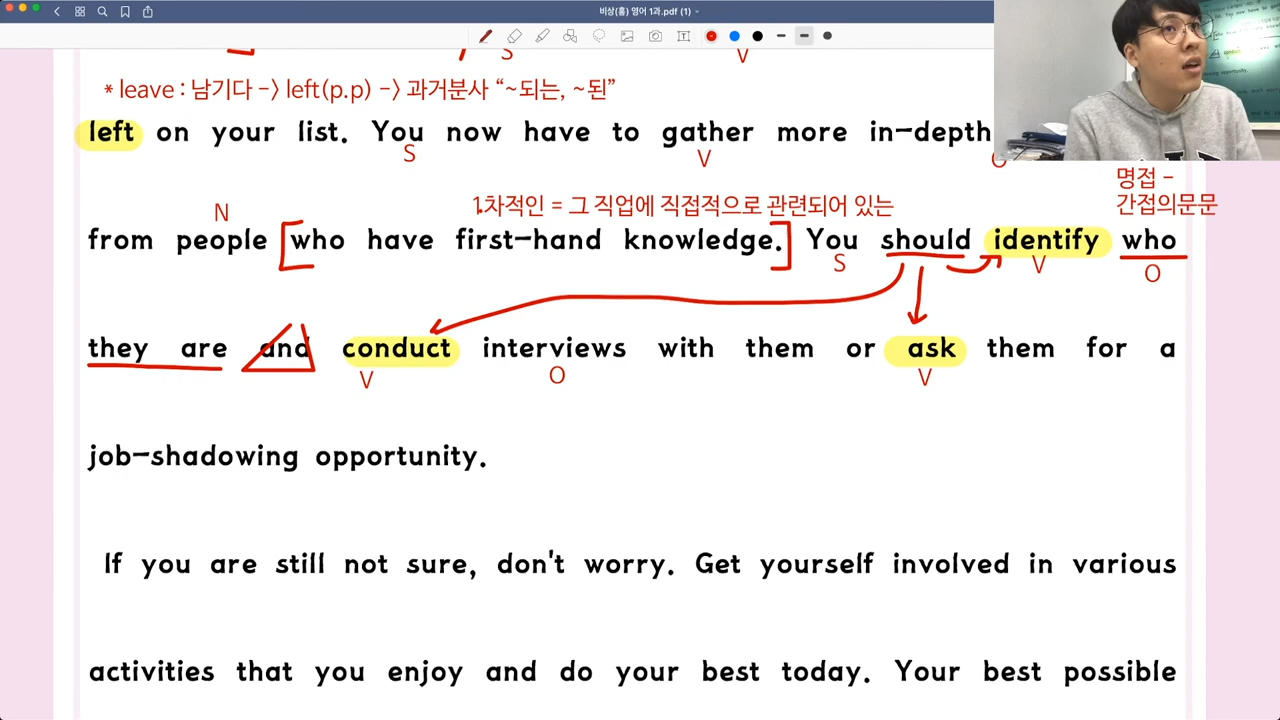 비상(홍) 영어 1과.pdf (1)
S
V
* leave : 남기다 -> left(p.p) -> 과거분사 “~되는, ~된”
left on your list. You now have to gather more in-depth
S
V
명접 -
간접의문문
N
1.차적인 = 그 직업에 직접적으로 관련되어 있는
from people [who have first-hand knowledge.] You should identify who
S
V
O
they are and conduct interviews with them or ask them for a
V
O
V
job-shadowing opportunity.
If you are still not sure, don't worry. Get yourself involved in various
activities that you enjoy and do your best today. Your best possible